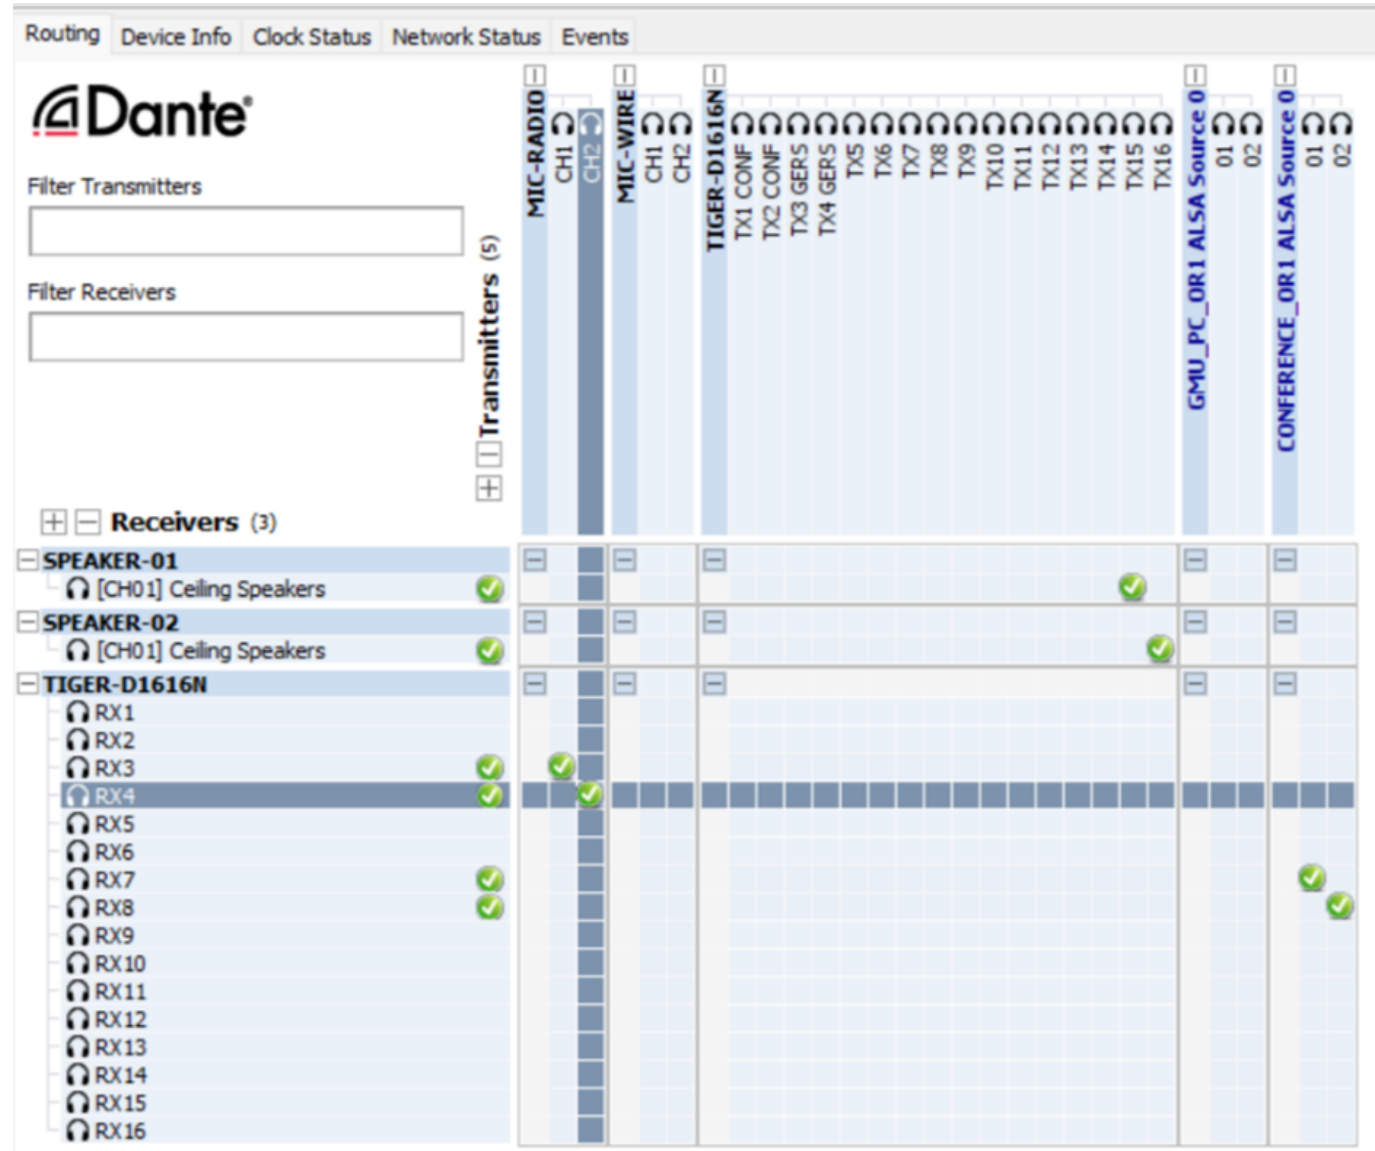 Routing Device Info Clock Status Network Status Events
Dante
Filter Transmitters
Filter Receivers
Transmitters (5)
MIC-RADIO
CH1
CH2
MIC-WIRE
CH1
CH2
TIGER-D1616N
TX1 CONF
TX2 CONF
TX3 GERS
TX4 GERS
TX5
TX6
TX7
TX8
TX9
TX10
TX11
TX12
TX13
TX14
TX15
TX16
GMU_PC_OR1 ALSA Source 0
01
02
CONFERENCE_OR1 ALSA Source 0
01
02
Receivers (3)
SPEAKER-01
[CH01] Ceiling Speakers
SPEAKER-02
[CH01] Ceiling Speakers
TIGER-D1616N
RX1
RX2
RX3
RX4
RX5
RX6
RX7
RX8
RX9
RX10
RX11
RX12
RX13
RX14
RX15
RX16